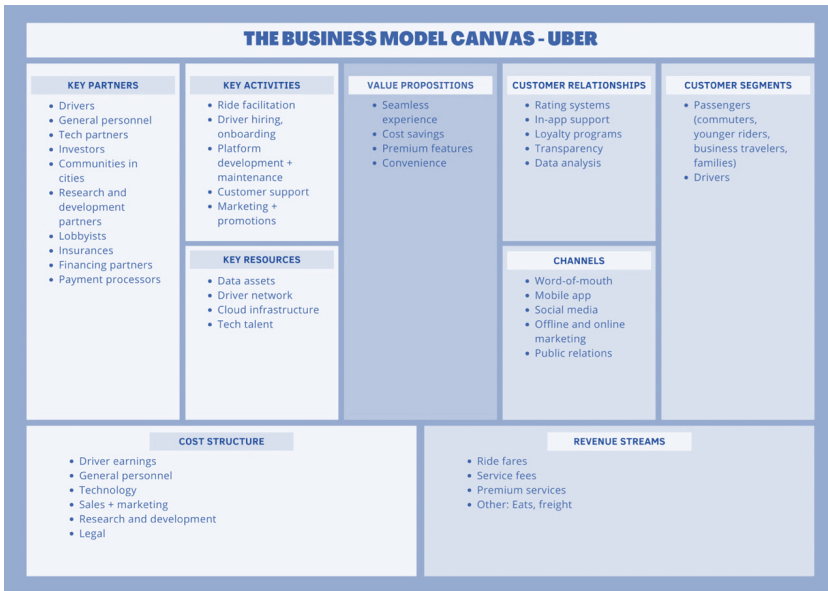 THE BUSINESS MODEL CANVAS - UBER
KEY PARTNERS
• Drivers
• General personnel
• Tech partners
• Investors
• Communities in
cities
• Research and
development
partners
• Lobbyists
• Insurances
• Financing partners
• Payment processors
KEY ACTIVITIES
• Ride facilitation
• Driver hiring,
onboarding
• Platform
development +
maintenance
• Customer support
• Marketing +
promotions
KEY RESOURCES
• Data assets
• Driver network
• Cloud infrastructure
• Tech talent
VALUE PROPOSITIONS
• Seamless
experience
• Cost savings
• Premium features
• Convenience
CUSTOMER RELATIONSHIPS
• Rating systems
• In-app support
• Loyalty programs
• Transparency
• Data analysis
CHANNELS
• Word-of-mouth
• Mobile app
• Social media
• Offline and online
marketing
• Public relations
CUSTOMER SEGMENTS
• Passengers
(commuters,
younger riders,
business travelers,
families)
• Drivers
COST STRUCTURE
• Driver earnings
• General personnel
• Technology
• Sales + marketing
• Research and development
• Legal
REVENUE STREAMS
• Ride fares
• Service fees
• Premium services
• Other: Eats, freight